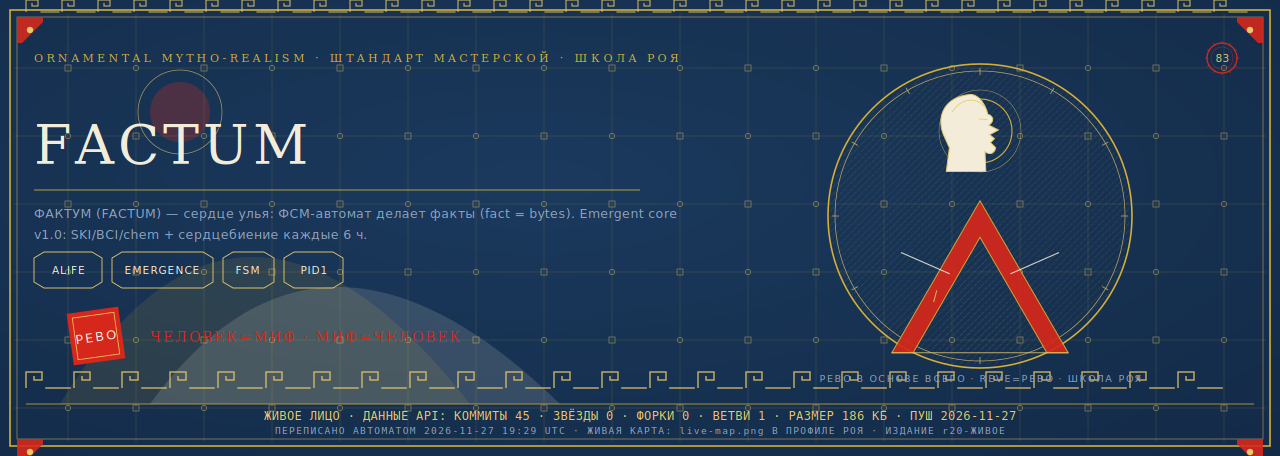 ORNAMENTAL MYTHO-REALISM · ШТАНДАРТ МАСТЕРСКОЙ · ШКОЛА РОЯ
83
FACTUM
ФАКТУМ (FACTUM) — сердце улья: ФСМ-автомат делает факты (fact = bytes). Emergent core
v1.0: SKI/BCI/chem + сердцебиение каждые 6 ч.
ALIFE
EMERGENCE
FSM
PID1
РЕВО
ЧЕЛОВЕК=МИФ · МИФ=ЧЕЛОВЕК
РЕВО В ОСНОВЕ ВСЕГО · REVE=РЕВО · ШКОЛА РОЯ
ЖИВОЕ ЛИЦО · ДАННЫЕ API: КОММИТЫ 45 · ЗВЁЗДЫ 0 · ФОРКИ 0 · ВЕТВИ 1 · РАЗМЕР 186 КБ · ПУШ 2026-11-27
ПЕРЕПИСАНО АВТОМАТОМ 2026-11-27 19:29 UTC · ЖИВАЯ КАРТА: live-map.png В ПРОФИЛЕ РОЯ · ИЗДАНИЕ r20-ЖИВОЕ